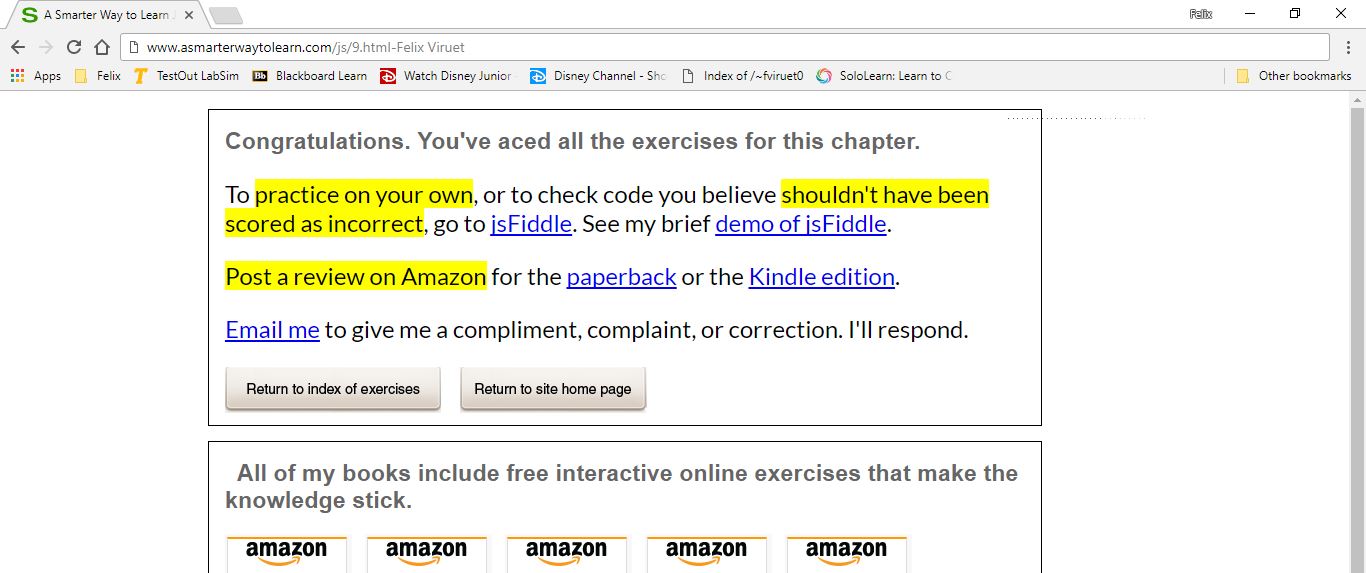 A Smarter Way to Learn
Felix
www.asmarterwaytolearn.com/js/9.html-Felix Viruet
Apps Felix TestOut LabSim Bb Blackboard Learn Watch Disney Junior Disney Channel - Sho Index of /~fviruet0 SoloLearn: Learn to C Other bookmarks
Congratulations. You've aced all the exercises for this chapter.
To practice on your own, or to check code you believe shouldn't have been
scored as incorrect, go to jsFiddle. See my brief demo of jsFiddle.
Post a review on Amazon for the paperback or the Kindle edition.
Email me to give me a compliment, complaint, or correction. I'll respond.
Return to index of exercises Return to site home page
All of my books include free interactive online exercises that make the
knowledge stick.
amazon amazon amazon amazon amazon